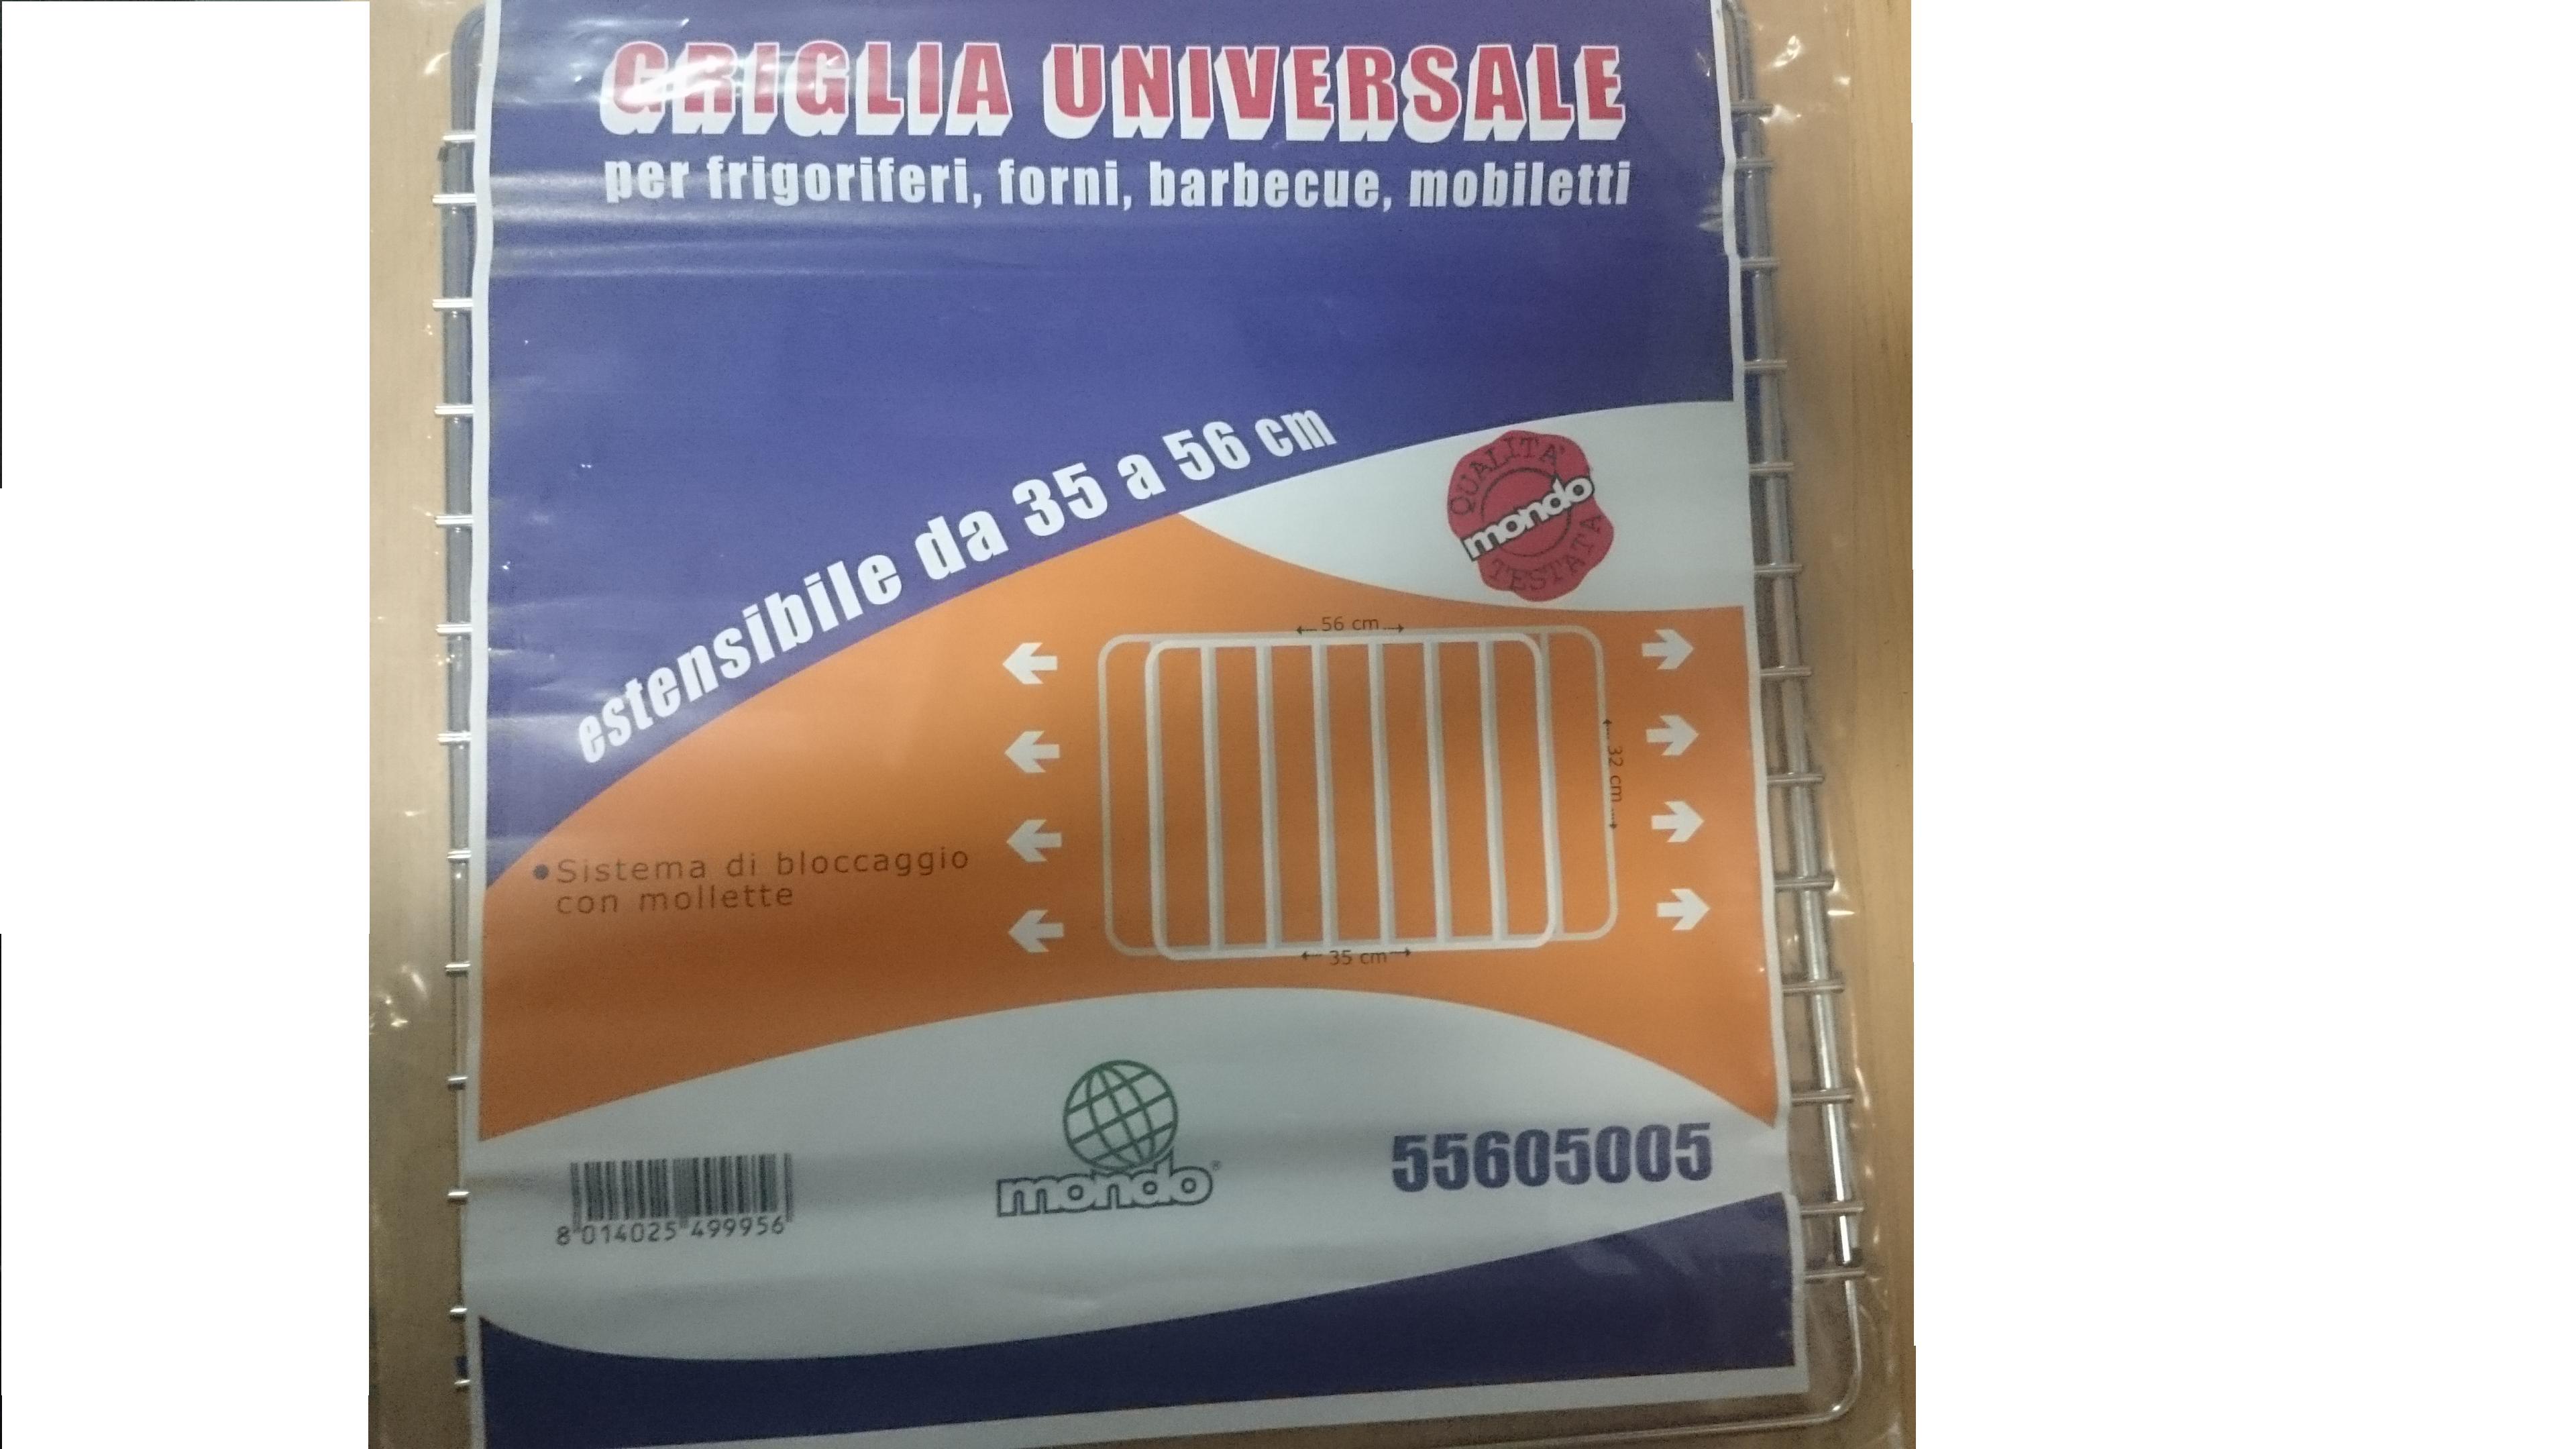 GRIGLIA UNIVERSALE
per frigoriferi, forni, barbecue, mobiletti
estensibile da 35 a 56 cm
QUALITA'
mondo
TESTATA
56 cm
32 cm
35 cm
Sistema di bloccaggio
con mollette
mondo®
55605005
8 014025 499956